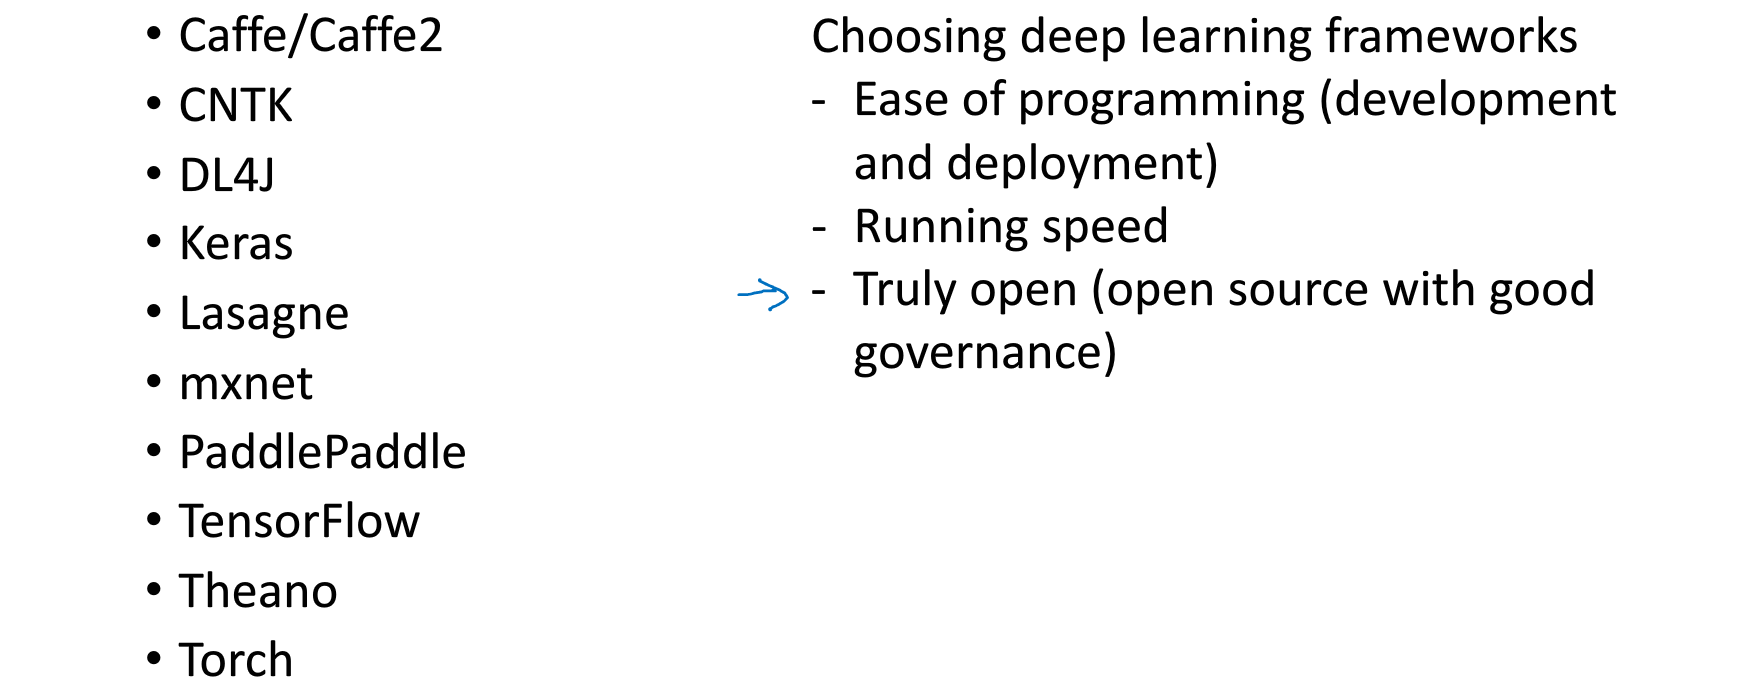 • Caffe/Caffe2
• CNTK
• DL4J
• Keras
• Lasagne
• mxnet
• PaddlePaddle
• TensorFlow
• Theano
• Torch
Choosing deep learning frameworks
- Ease of programming (development
and deployment)
- Running speed
- Truly open (open source with good
governance)